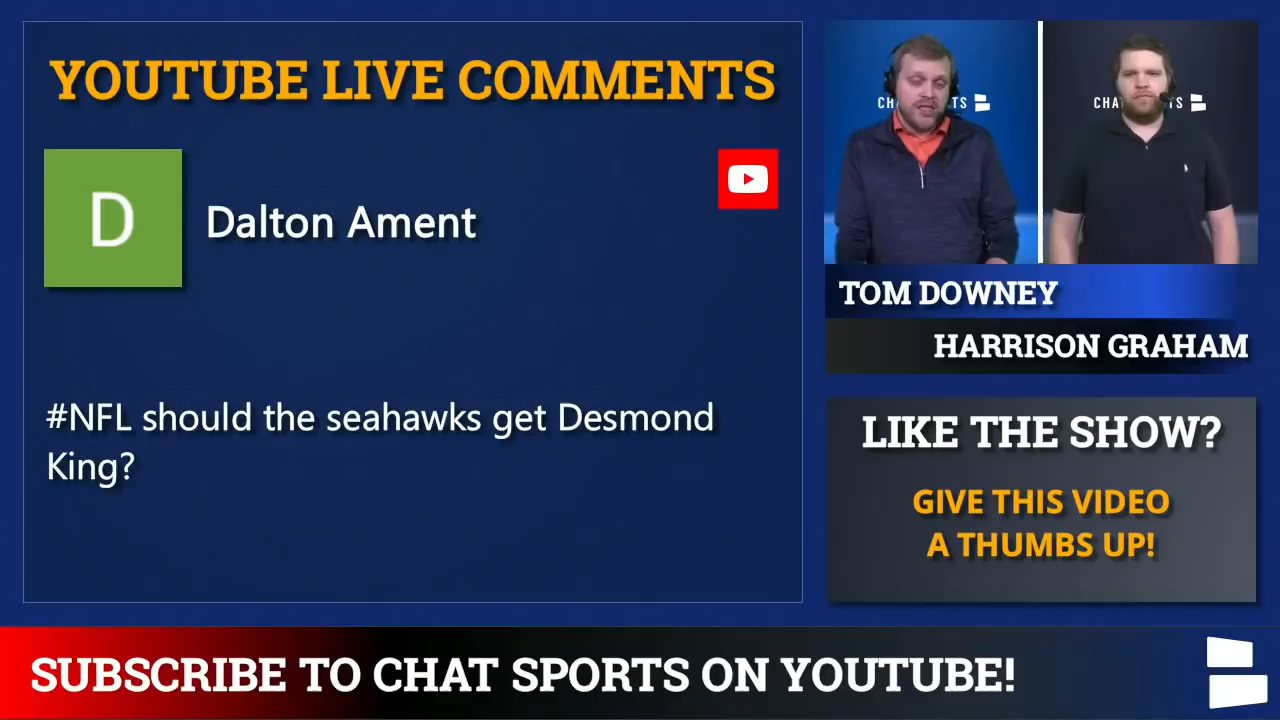 YOUTUBE LIVE COMMENTS
D
Dalton Ament
#NFL should the seahawks get Desmond
King?
TOM DOWNEY
HARRISON GRAHAM
LIKE THE SHOW?
GIVE THIS VIDEO
A THUMBS UP!
SUBSCRIBE TO CHAT SPORTS ON YOUTUBE!